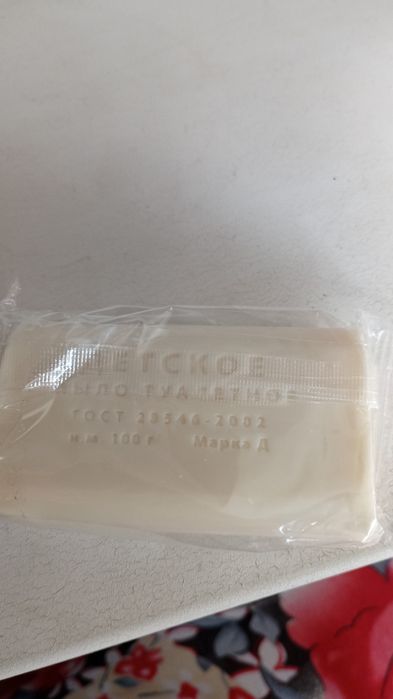 ДЕТСКОЕ
МЫЛО ТУАЛЕТНОЕ
ГОСТ 28546-2002
н.м. 100 г Марка Д